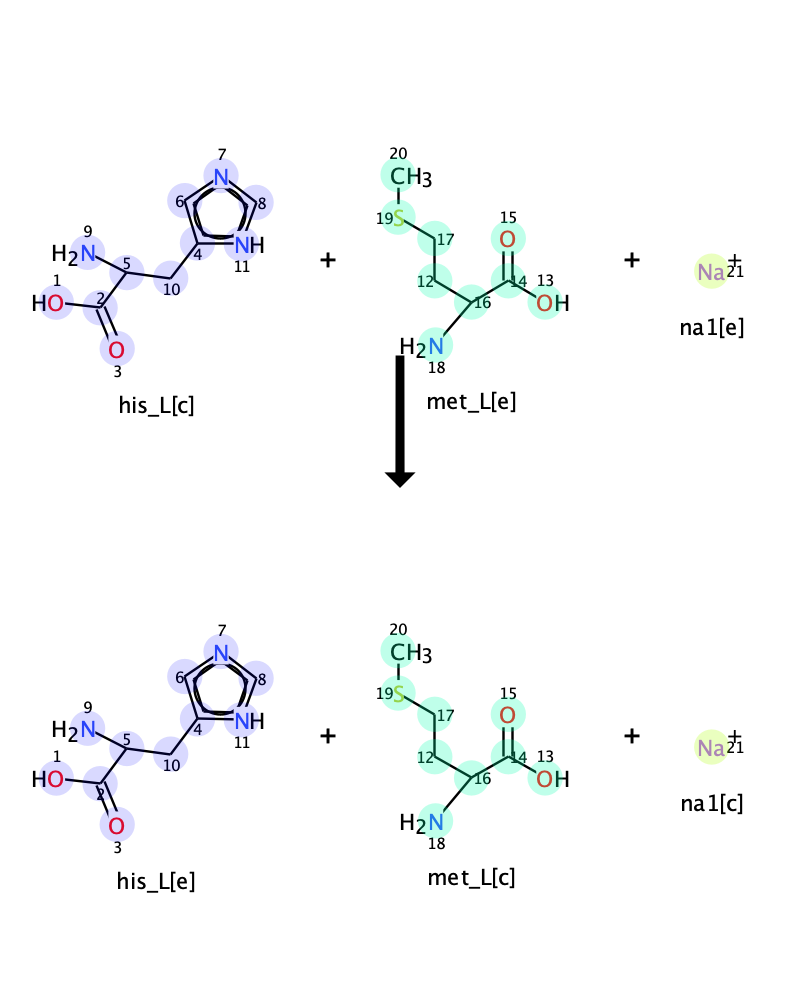 20
CH3
7
N
6
8
19
S
15
O
9
H2N
17
5
4
NH
11
+
+
Na+
21
1
HO
2
10
12
16
14
13
OH
na1[e]
O
3
H2N
18
his_L[c]
met_L[e]
20
CH3
7
N
6
8
19
S
15
O
9
H2N
17
5
4
NH
11
+
+
Na+
21
1
HO
2
10
12
16
14
13
OH
na1[c]
O
3
H2N
18
his_L[e]
met_L[c]